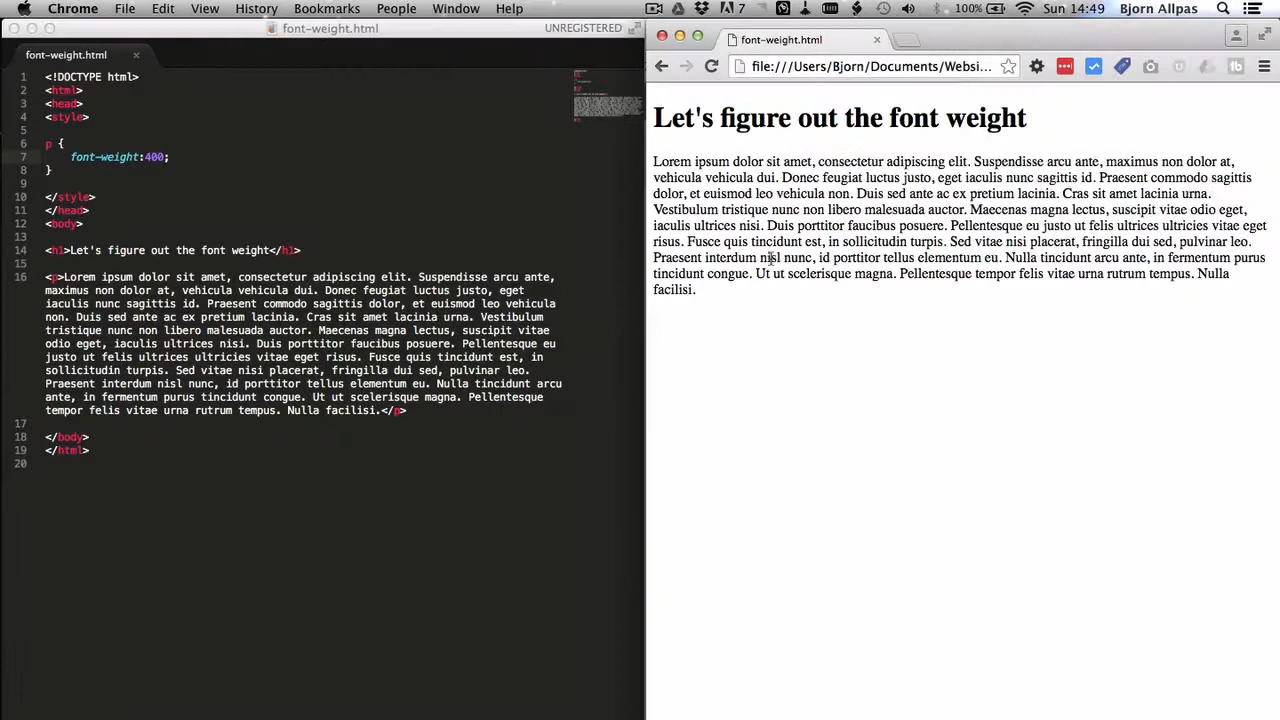 Chrome File Edit View History Bookmarks People Window Help 7 100% Sun 14:49 Bjorn Allpas
font-weight.html UNREGISTERED
font-weight.html
1 <!DOCTYPE html>
2 <html>
3 <head>
4 <style>
5
6 p {
7 font-weight:400;
8 }
9
10 </style>
11 </head>
12 <body>
13
14 <h1>Let's figure out the font weight</h1>
15
16 <p>Lorem ipsum dolor sit amet, consectetur adipiscing elit. Suspendisse arcu ante,
maximus non dolor at, vehicula vehicula dui. Donec feugiat luctus justo, eget
iaculis nunc sagittis id. Praesent commodo sagittis dolor, et euismod leo vehicula
non. Duis sed ante ac ex pretium lacinia. Cras sit amet lacinia urna. Vestibulum
tristique nunc non libero malesuada auctor. Maecenas magna lectus, suscipit vitae
odio eget, iaculis ultrices nisi. Duis porttitor faucibus posuere. Pellentesque eu
justo ut felis ultrices ultricies vitae eget risus. Fusce quis tincidunt est, in
sollicitudin turpis. Sed vitae nisi placerat, fringilla dui sed, pulvinar leo.
Praesent interdum nisl nunc, id porttitor tellus elementum eu. Nulla tincidunt arcu
ante, in fermentum purus tincidunt congue. Ut ut scelerisque magna. Pellentesque
tempor felis vitae urna rutrum tempus. Nulla facilisi.</p>
17
18 </body>
19 </html>
20
font-weight.html
file:///Users/Bjorn/Documents/Websi...
Let's figure out the font weight
Lorem ipsum dolor sit amet, consectetur adipiscing elit. Suspendisse arcu ante, maximus non dolor at,
vehicula vehicula dui. Donec feugiat luctus justo, eget iaculis nunc sagittis id. Praesent commodo sagittis
dolor, et euismod leo vehicula non. Duis sed ante ac ex pretium lacinia. Cras sit amet lacinia urna.
Vestibulum tristique nunc non libero malesuada auctor. Maecenas magna lectus, suscipit vitae odio eget,
iaculis ultrices nisi. Duis porttitor faucibus posuere. Pellentesque eu justo ut felis ultrices ultricies vitae eget
risus. Fusce quis tincidunt est, in sollicitudin turpis. Sed vitae nisi placerat, fringilla dui sed, pulvinar leo.
Praesent interdum nisl nunc, id porttitor tellus elementum eu. Nulla tincidunt arcu ante, in fermentum purus
tincidunt congue. Ut ut scelerisque magna. Pellentesque tempor felis vitae urna rutrum tempus. Nulla
facilisi.